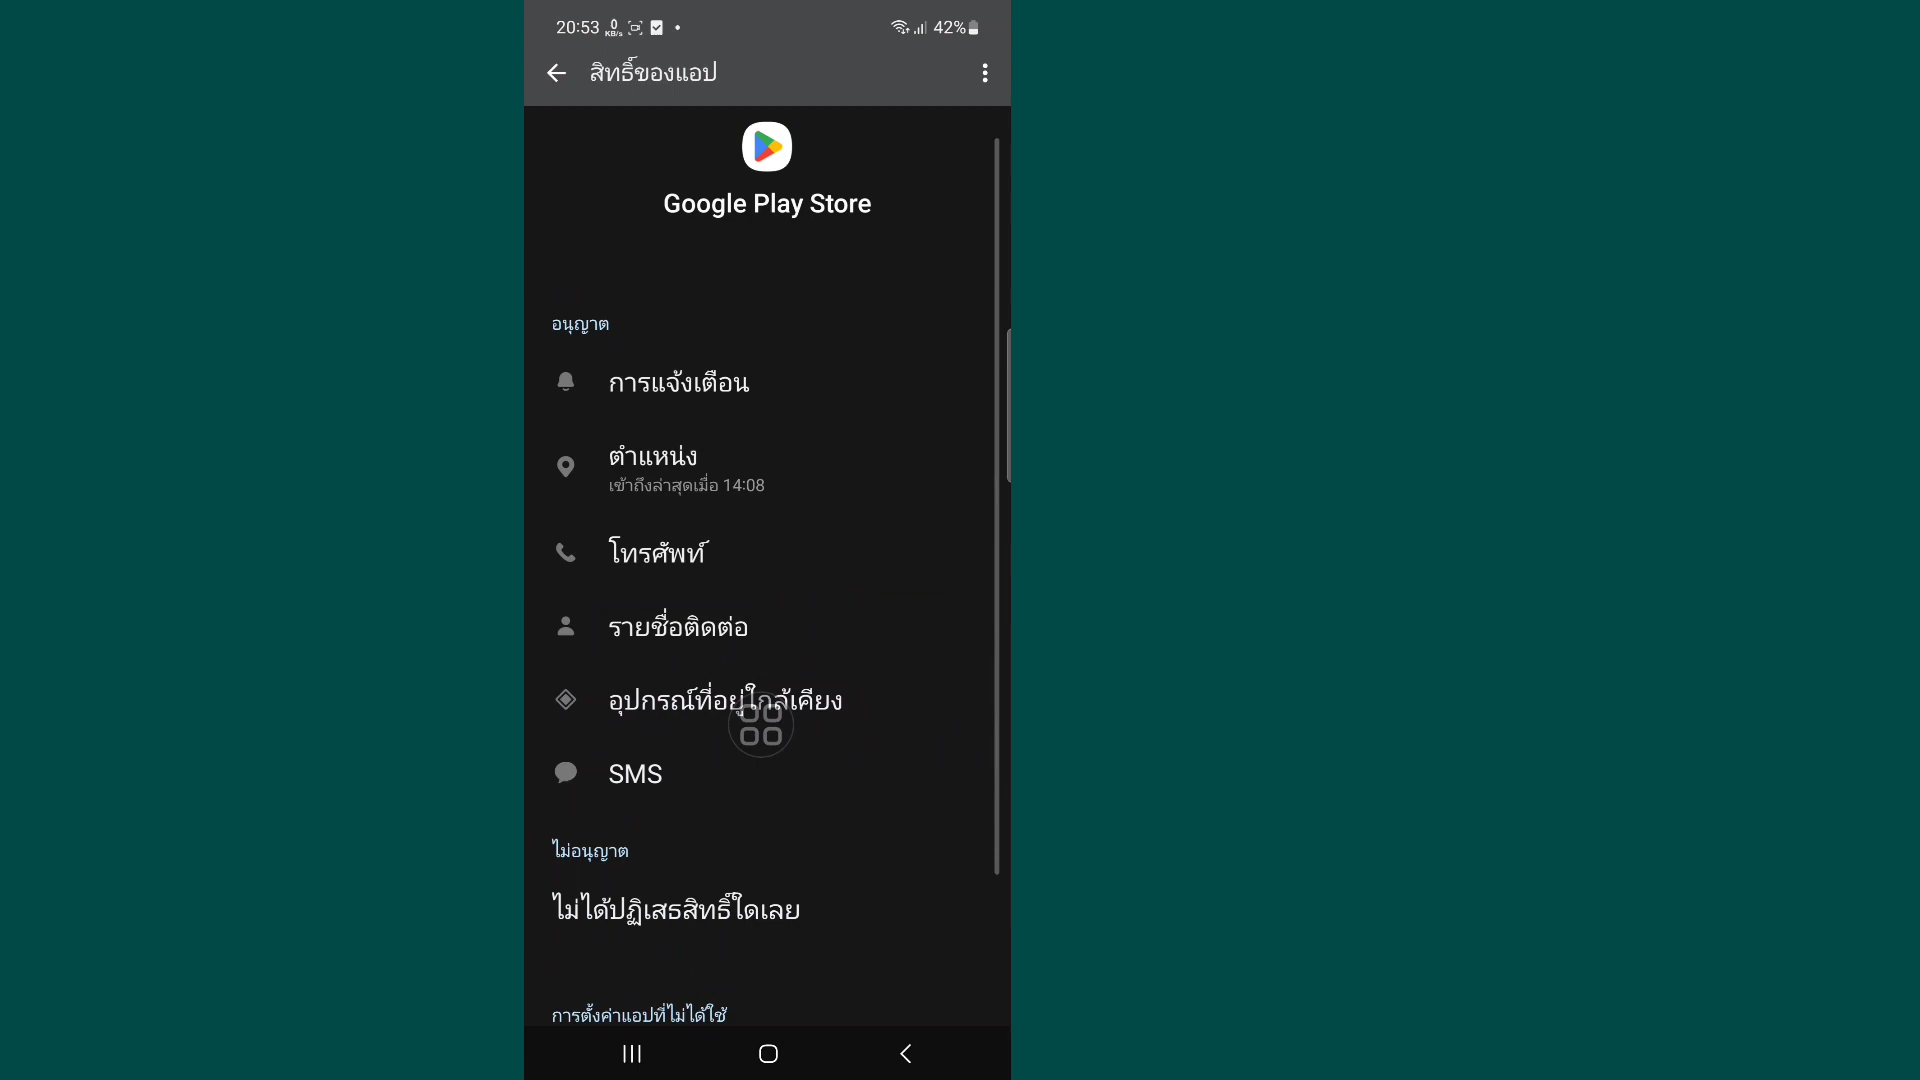 20:53 0 KB/s 42%
สิทธิ์ของแอป
Google Play Store
อนุญาต
การแจ้งเตือน
ตำแหน่ง
เข้าถึงล่าสุดเมื่อ 14:08
โทรศัพท์
รายชื่อติดต่อ
อุปกรณ์ที่อยู่ใกล้เคียง
SMS
ไม่อนุญาต
ไม่ได้ปฏิเสธสิทธิ์ใดเลย
การตั้งค่าแอปที่ไม่ได้ใช้